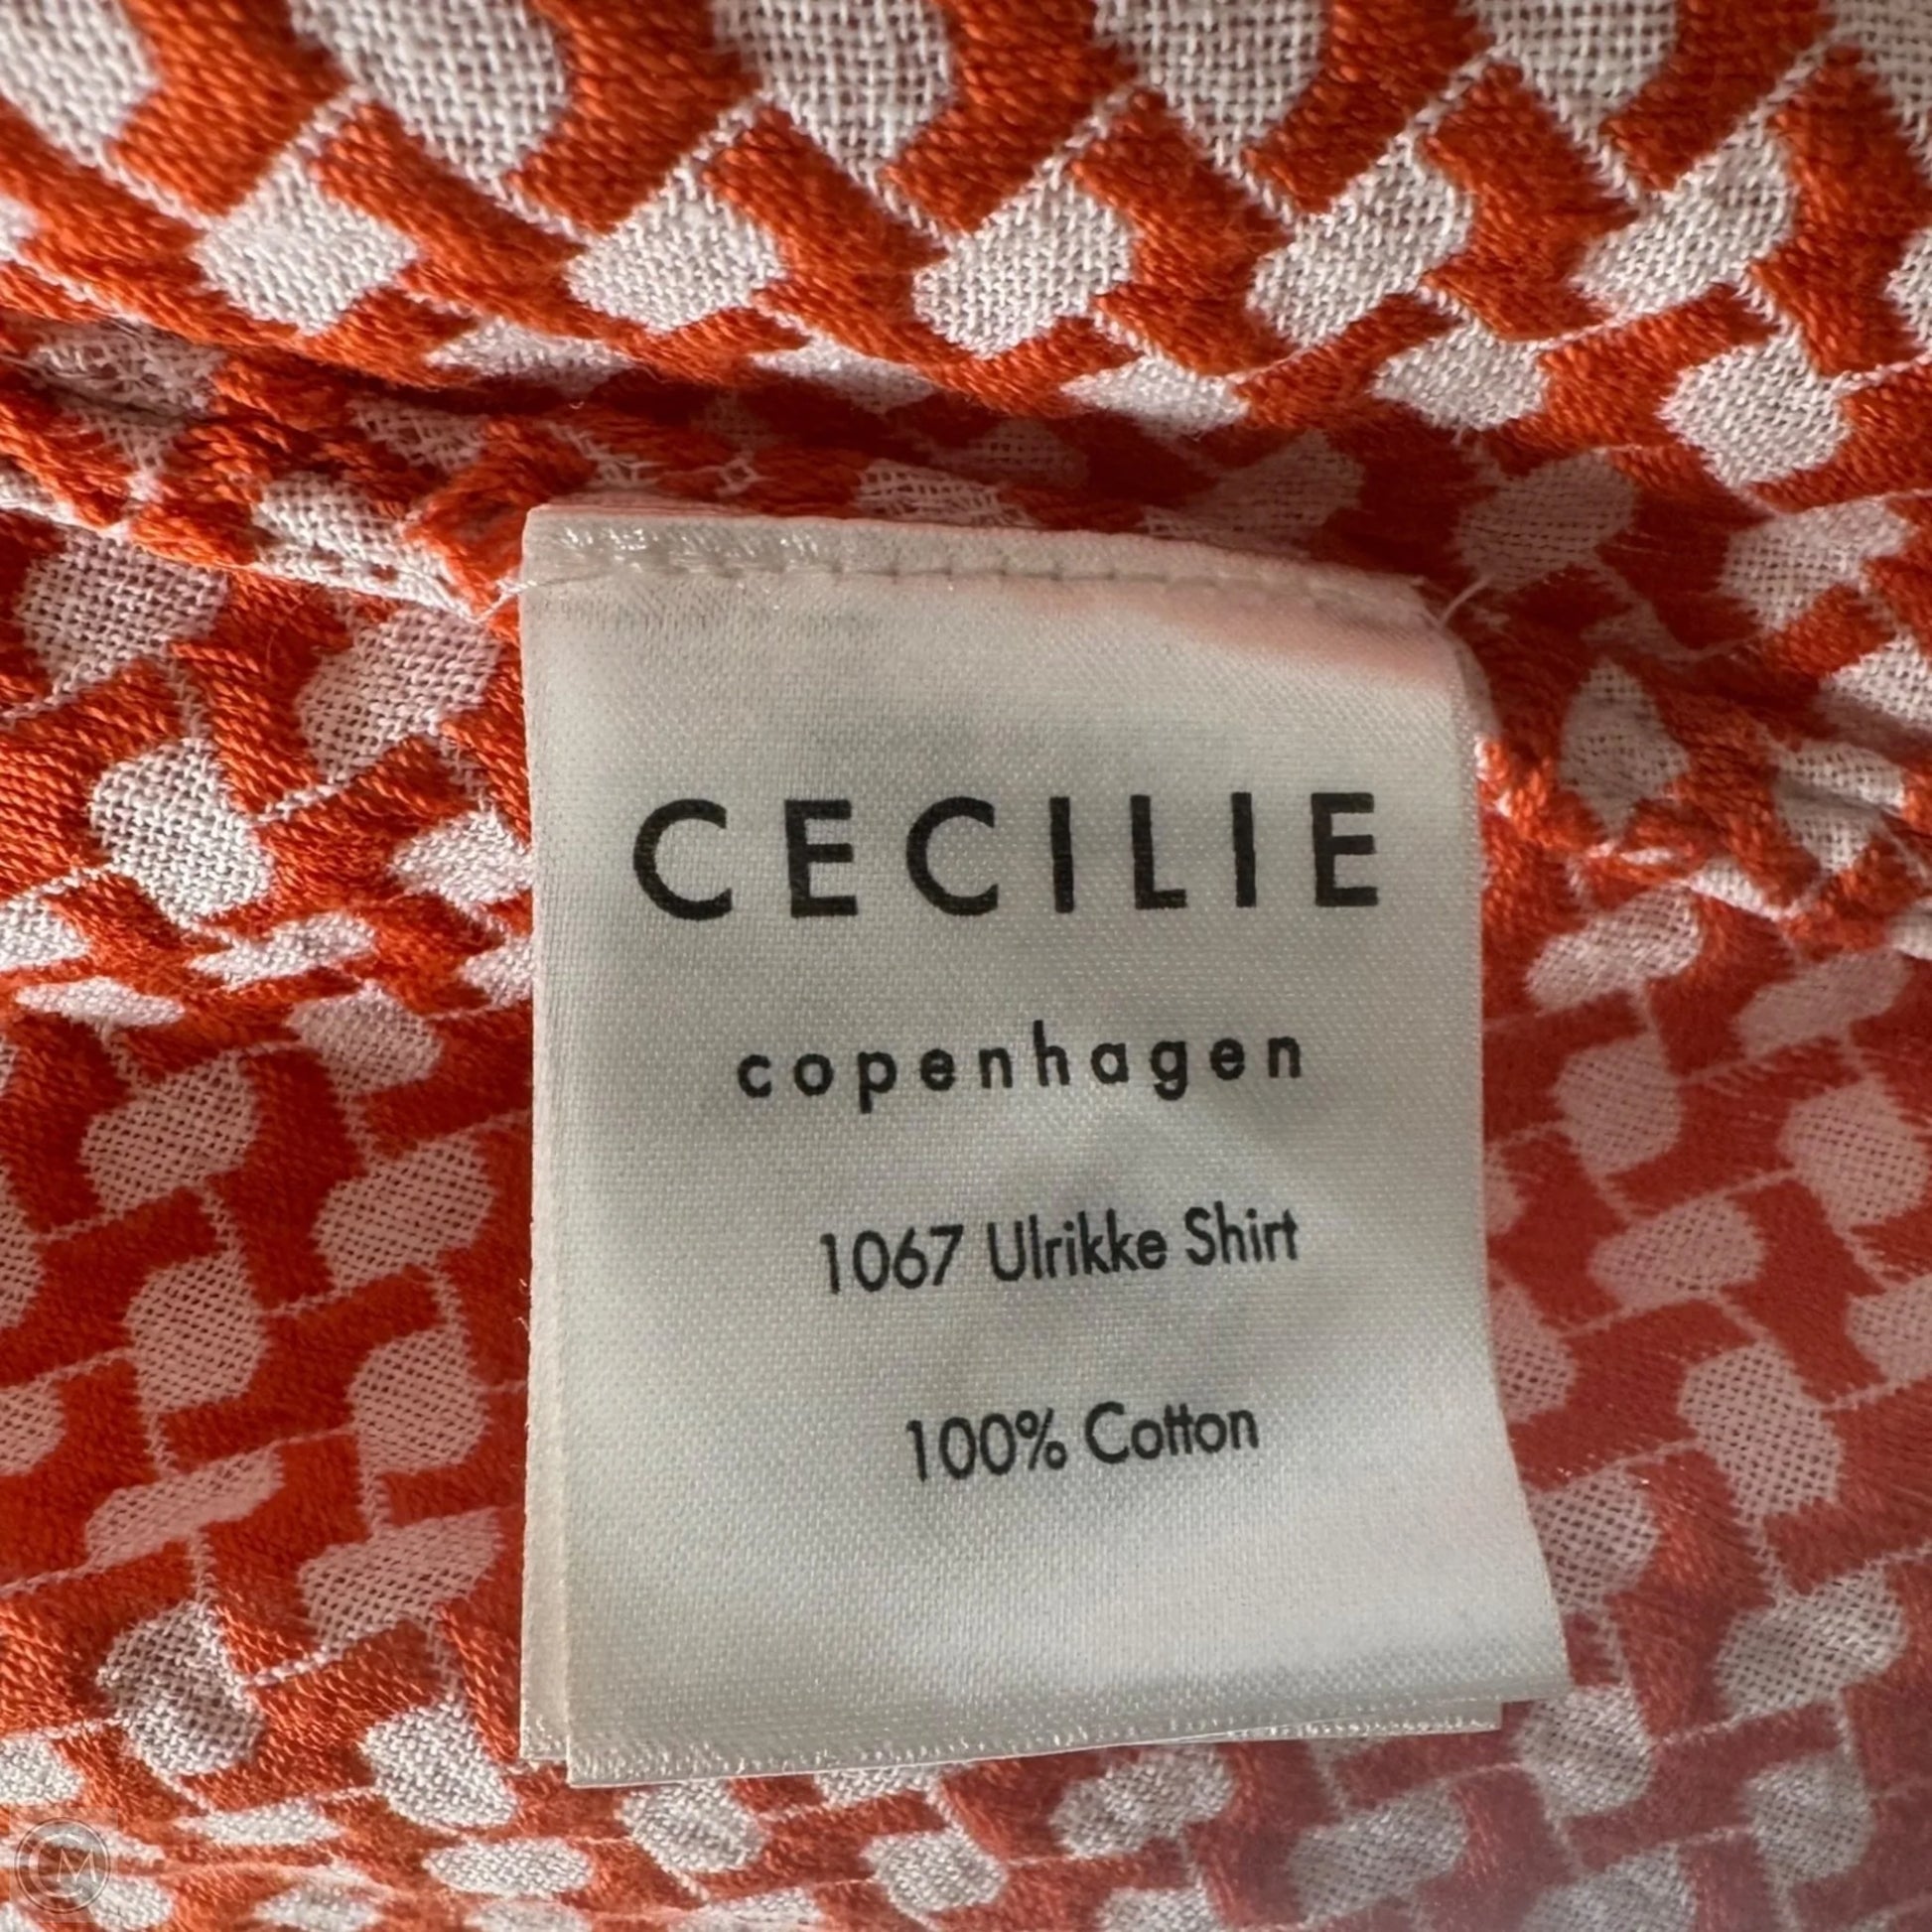 CECILIE
copenhagen
1067 Ulrikke Shirt
100% Cotton